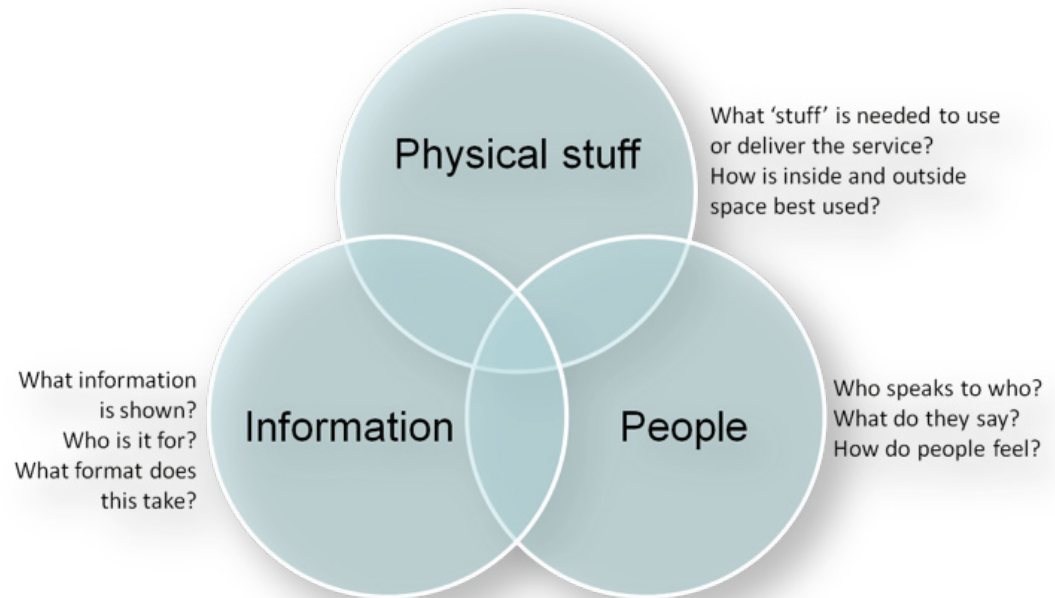 Physical stuff
What ‘stuff’ is needed to use
or deliver the service?
How is inside and outside
space best used?
What information
is shown?
Who is it for?
What format does
this take?
Information
People
Who speaks to who?
What do they say?
How do people feel?